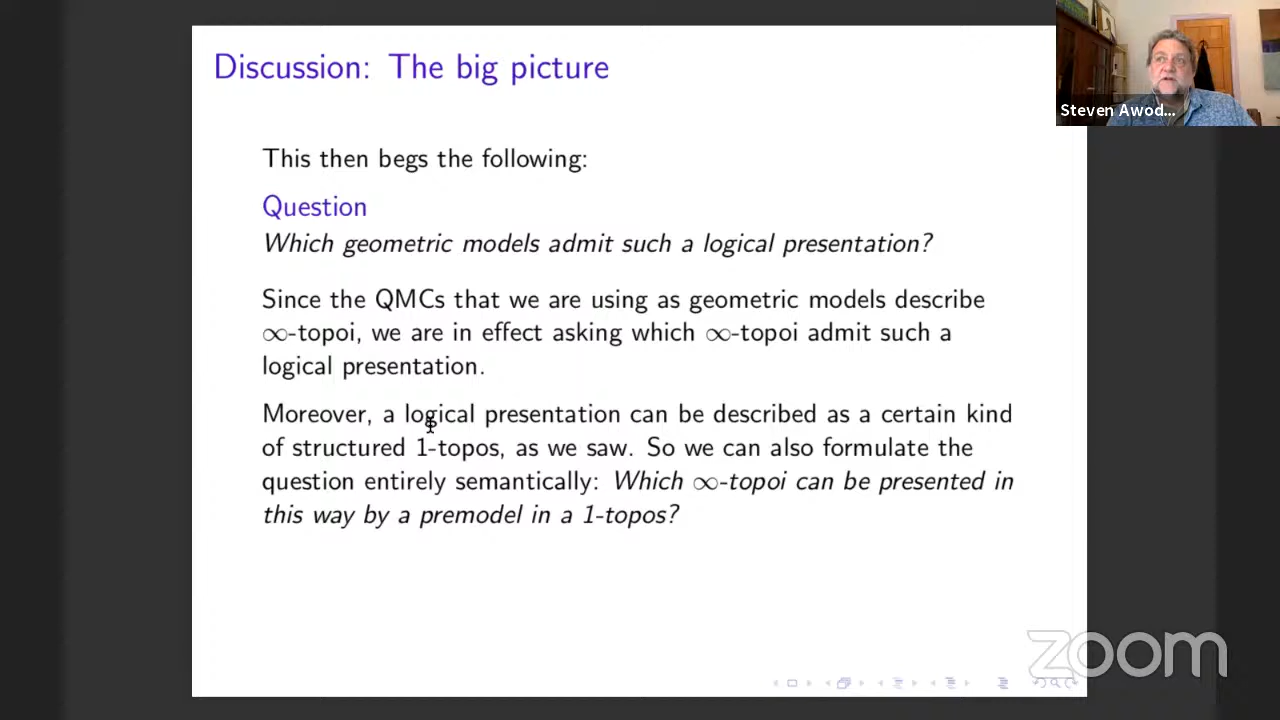 Discussion: The big picture
Steven Awod...
This then begs the following:
Question
Which geometric models admit such a logical presentation?
Since the QMCs that we are using as geometric models describe
∞-topoi, we are in effect asking which ∞-topoi admit such a
logical presentation.
Moreover, a logical presentation can be described as a certain kind
of structured 1-topos, as we saw. So we can also formulate the
question entirely semantically: Which ∞-topoi can be presented in
this way by a premodel in a 1-topos?
zoom